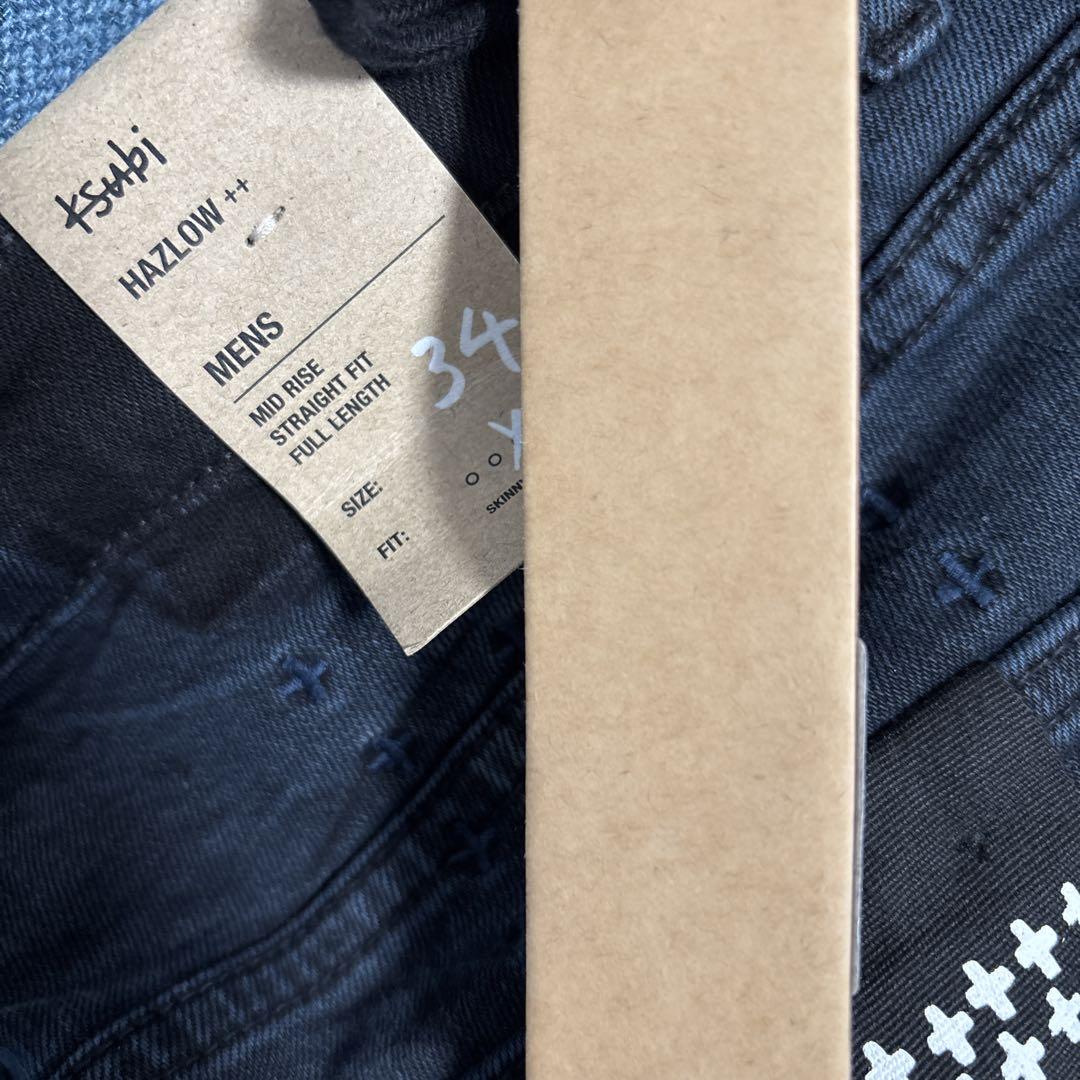 ksubi
HAZLOW ++
MENS
MID RISE
STRAIGHT FIT
FULL LENGTH
SIZE: 34
FIT: